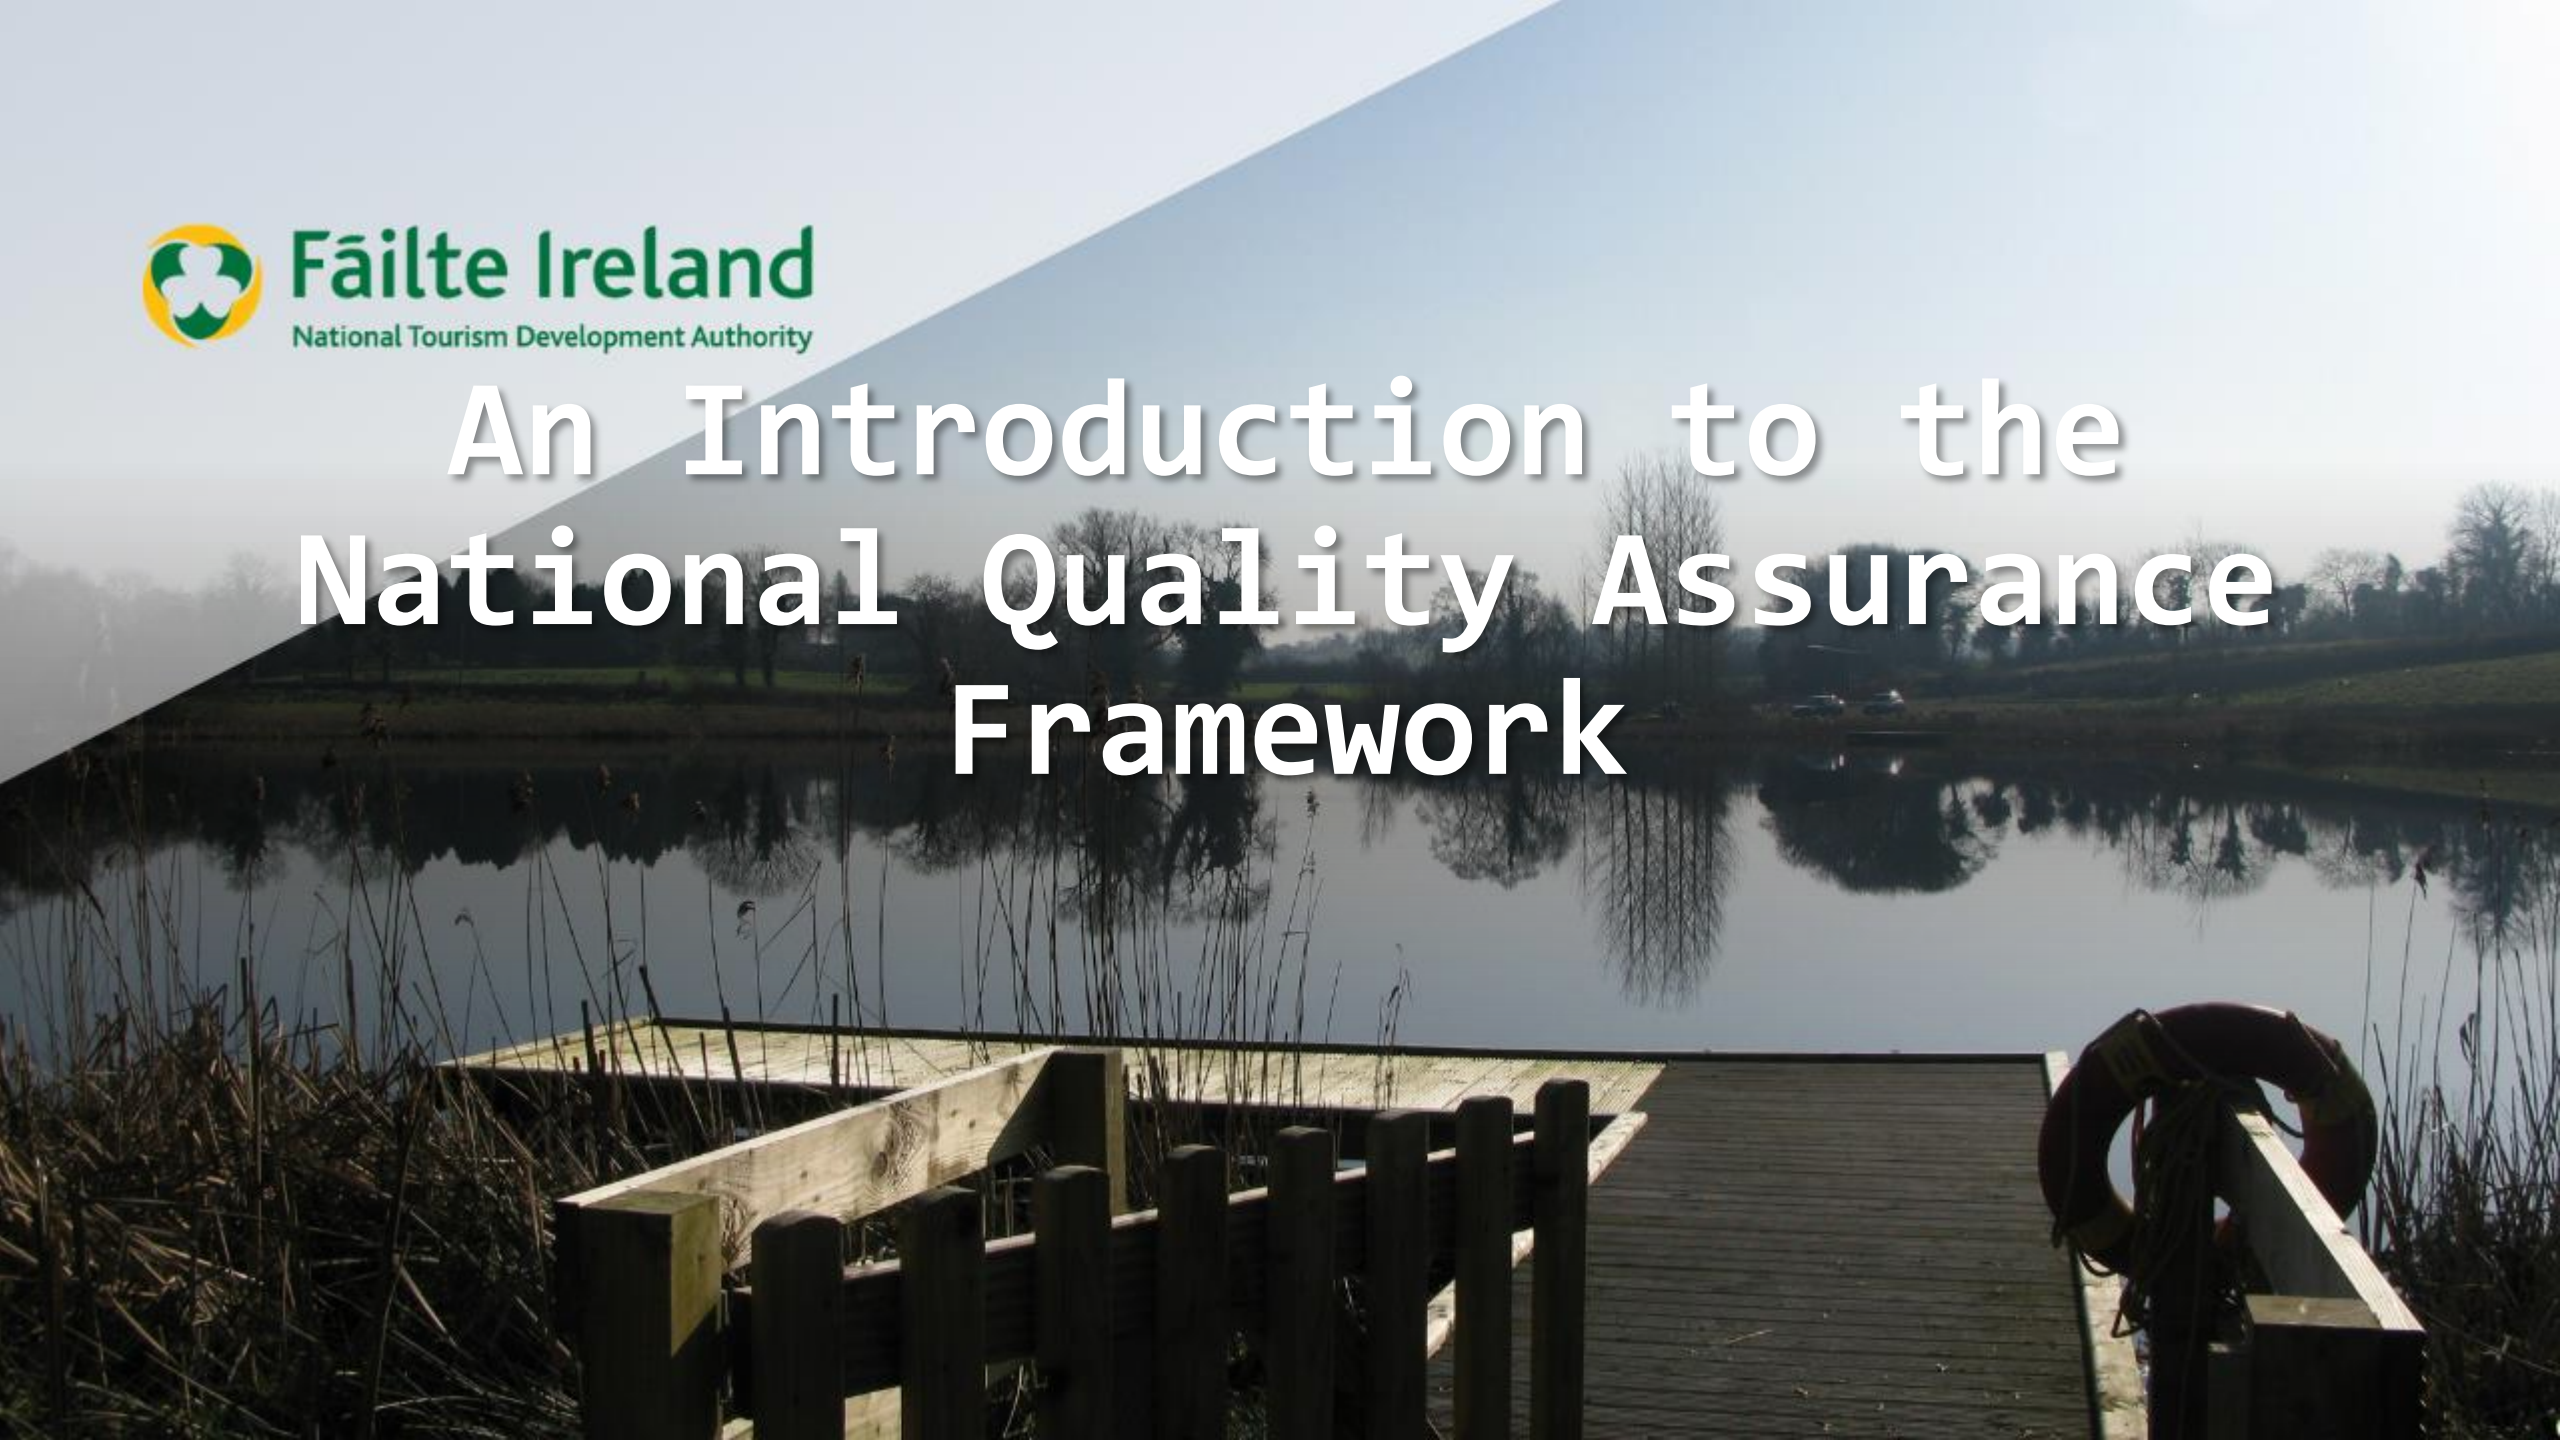 Fāilte Ireland
National Tourism Development Authority
An Introduction to the
National Quality Assurance
Framework